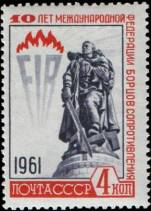 10 ЛЕТ МЕЖДУНАРОДНОЙ
ФЕДЕРАЦИИ БОРЦОВ СОПРОТИВЛЕНИЯ
FIR
1961
ПОЧТА СССР 4 КОП